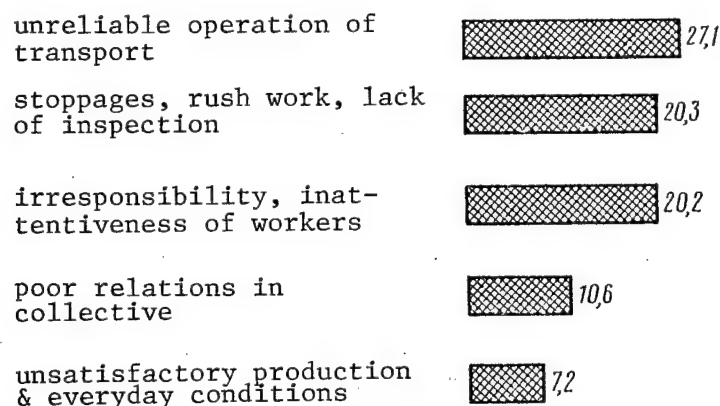 unreliable operation of
transport
27,1
stoppages, rush work, lack
of inspection
20,3
irresponsibility, inat-
tentiveness of workers
20,2
poor relations in
collective
10,6
unsatisfactory production
& everyday conditions
7,2